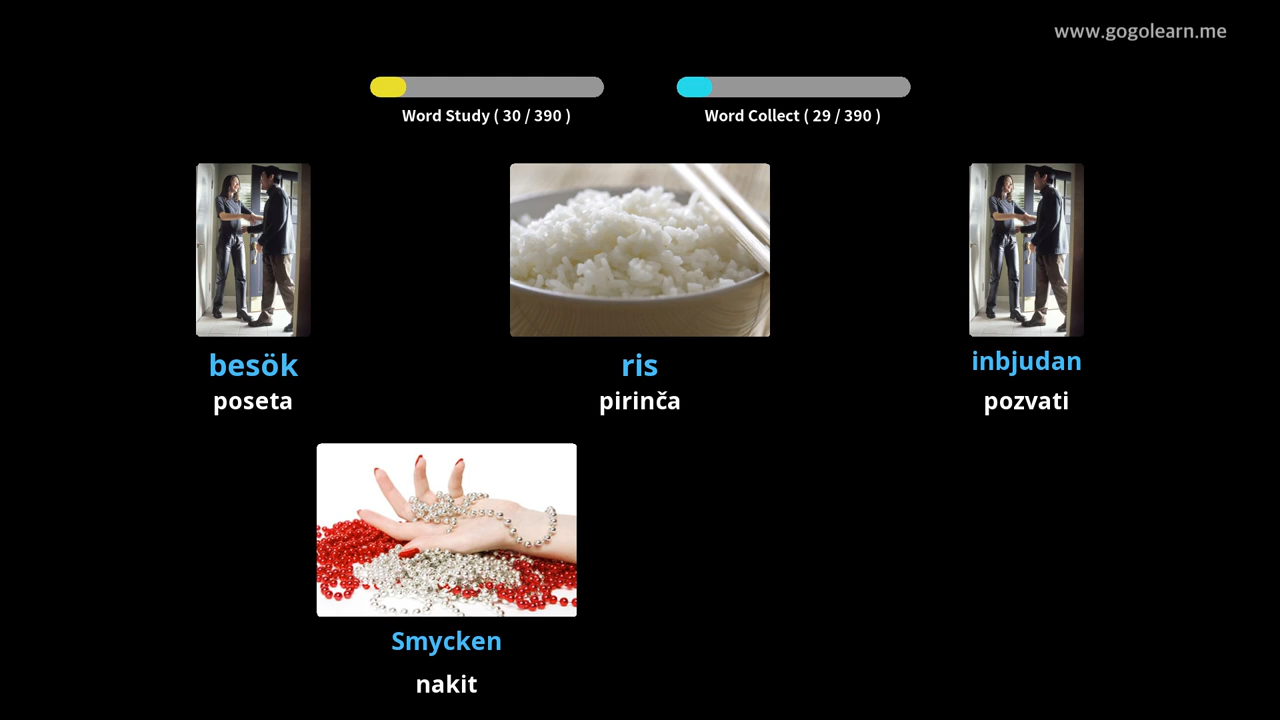 www.gogolearn.me
Word Study ( 30 / 390 )
Word Collect ( 29 / 390 )
besök
ris
inbjudan
poseta
pirinča
pozvati
Smycken
nakit